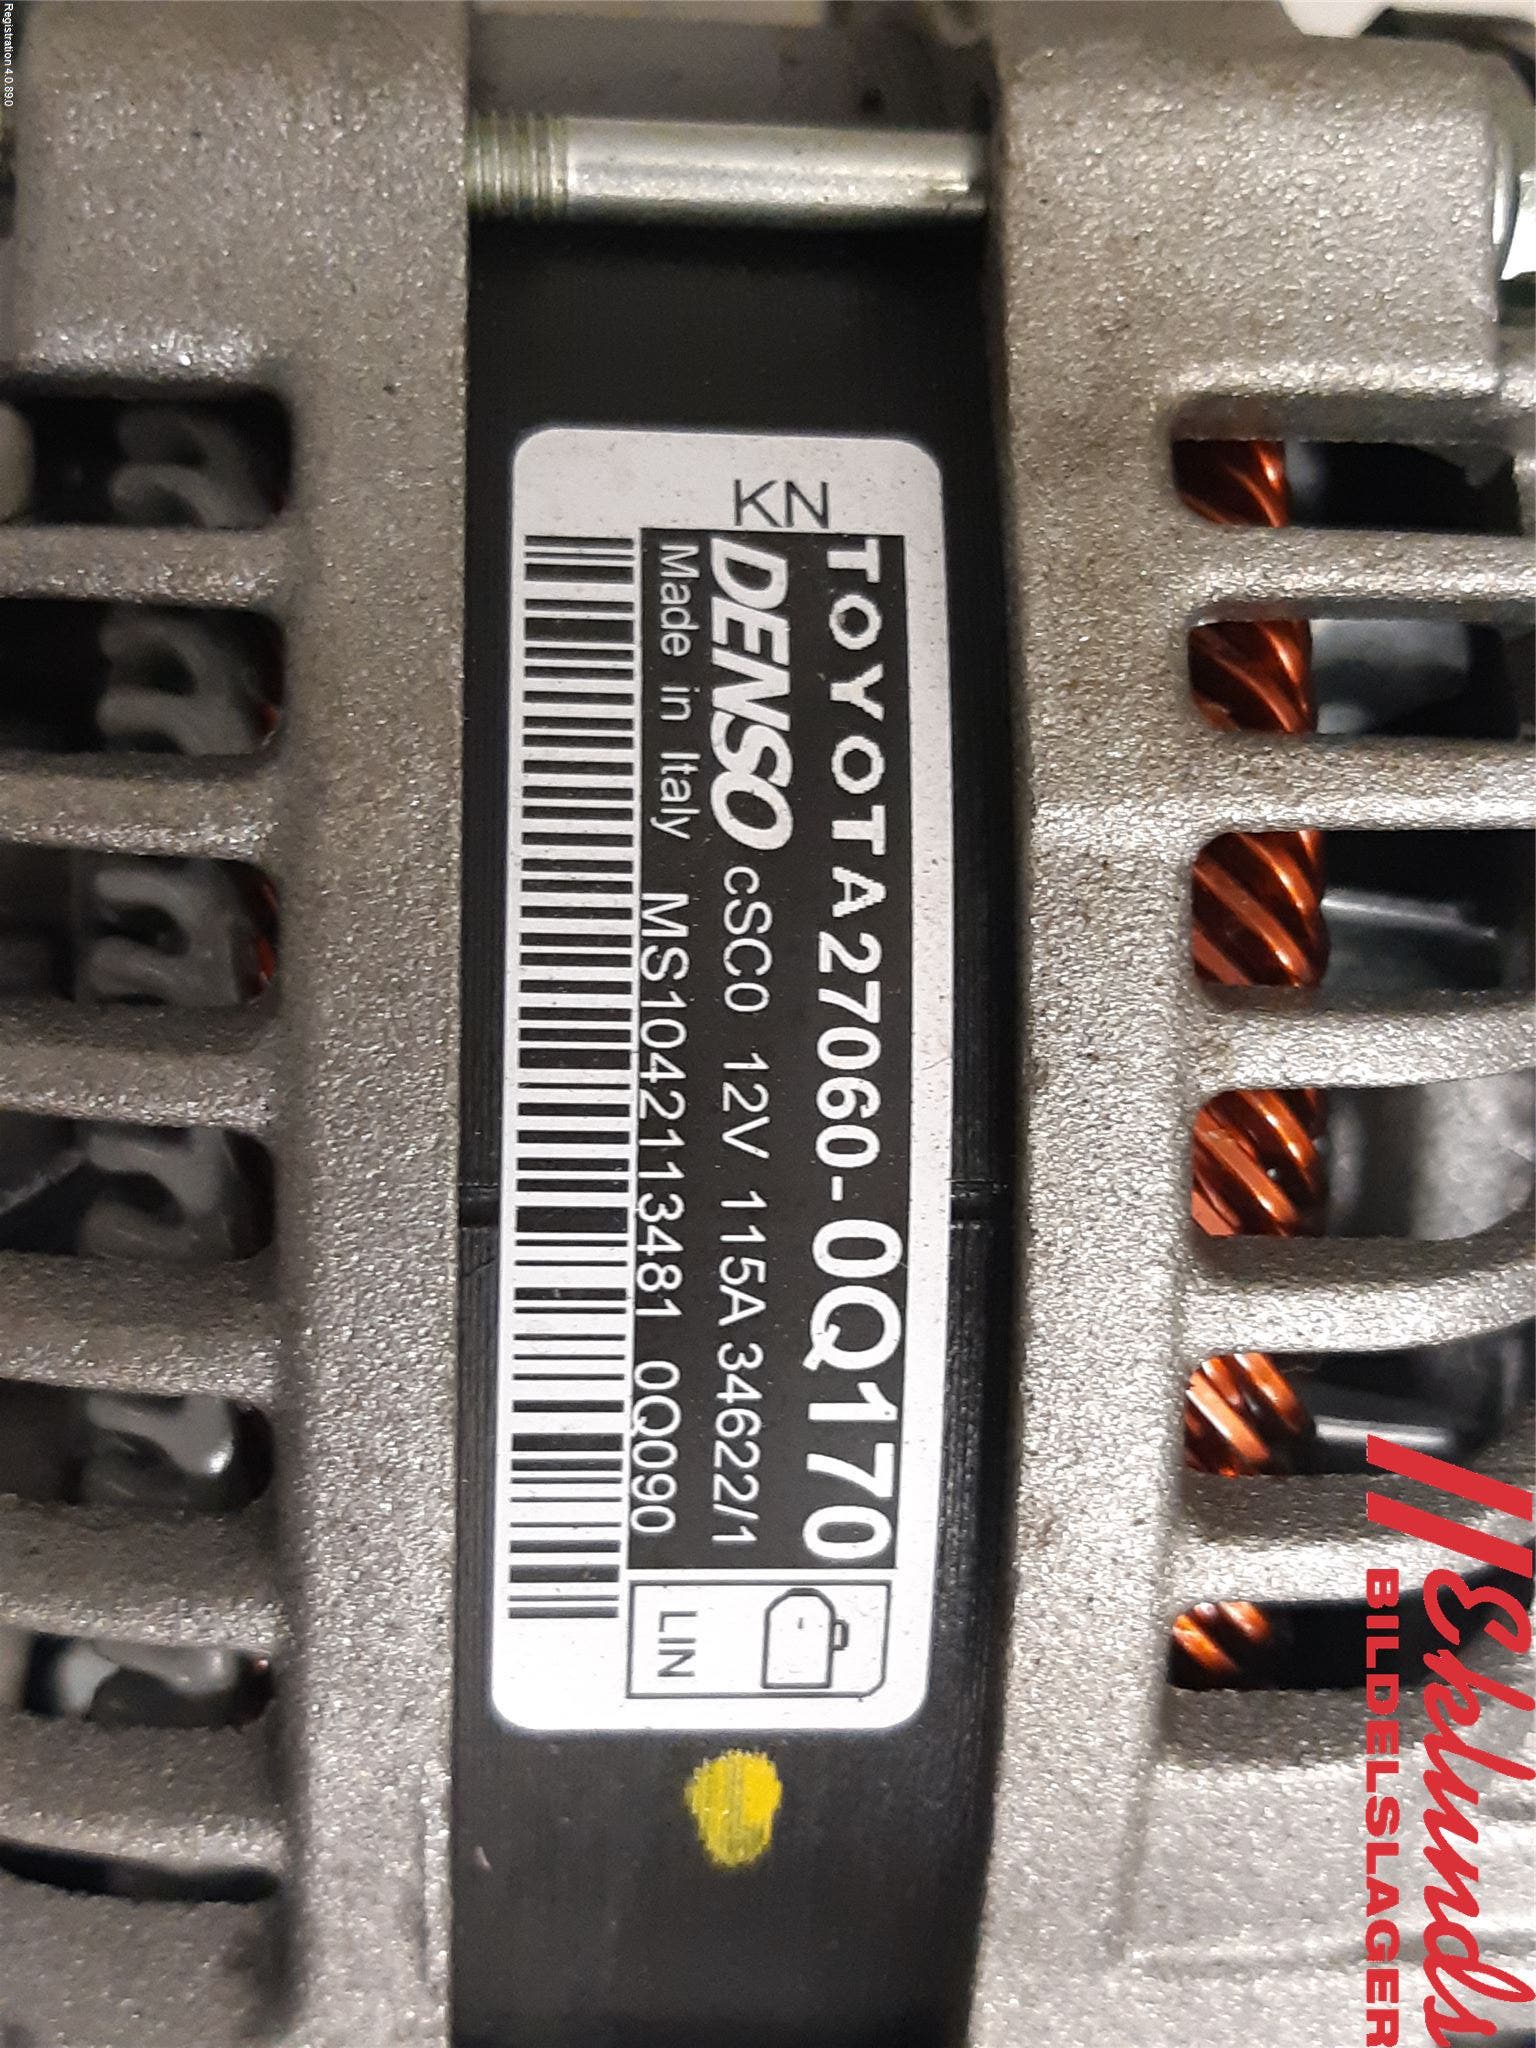 Registration 4.0.89.0
KN
TOYOTA 27060-0Q170
DENSO cSC0 12V 115A 34622/1
Made in Italy MS1042113481 0Q090
LIN
Eklunds
BILDELSLAGER